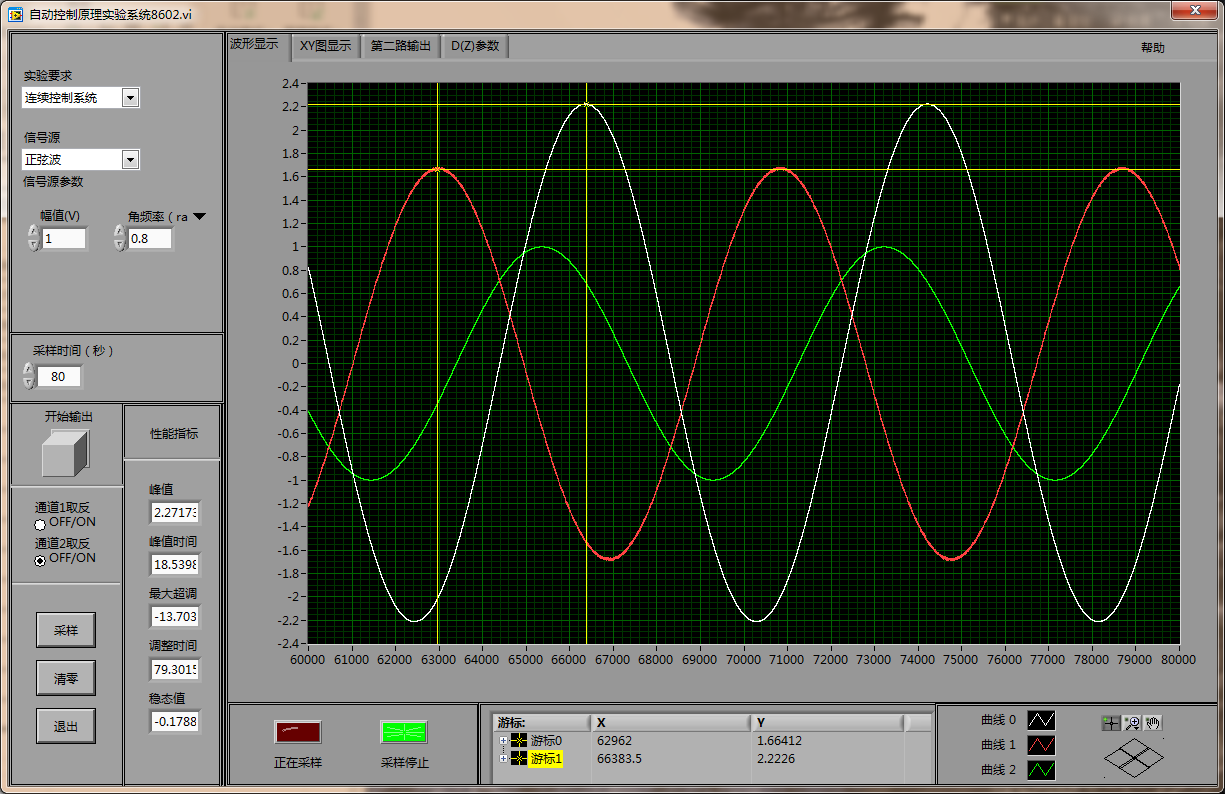 自动控制原理实验系统8602.vi
波形显示 XY图显示 第二路输出 D(Z)参数 帮助
实验要求
连续控制系统
信号源
正弦波
信号源参数
幅值(V) 角频率 ( ra
1 0.8
采样时间 ( 秒 )
80
开始输出
性能指标
通道1取反
OFF/ON
通道2取反
OFF/ON
采样
清零
退出
峰值
2.27173
峰值时间
18.5398
最大超调
-13.703
调整时间
79.3015
稳态值
-0.1788
2.4
2.2
2
1.8
1.6
1.4
1.2
1
0.8
0.6
0.4
0.2
0
-0.2
-0.4
-0.6
-0.8
-1
-1.2
-1.4
-1.6
-1.8
-2
-2.2
-2.4
60000 61000 62000 63000 64000 65000 66000 67000 68000 69000 70000 71000 72000 73000 74000 75000 76000 77000 78000 79000 80000
正在采样 采样停止
游标: X Y
游标0 62962 1.66412
游标1 66383.5 2.2226
曲线 0
曲线 1
曲线 2